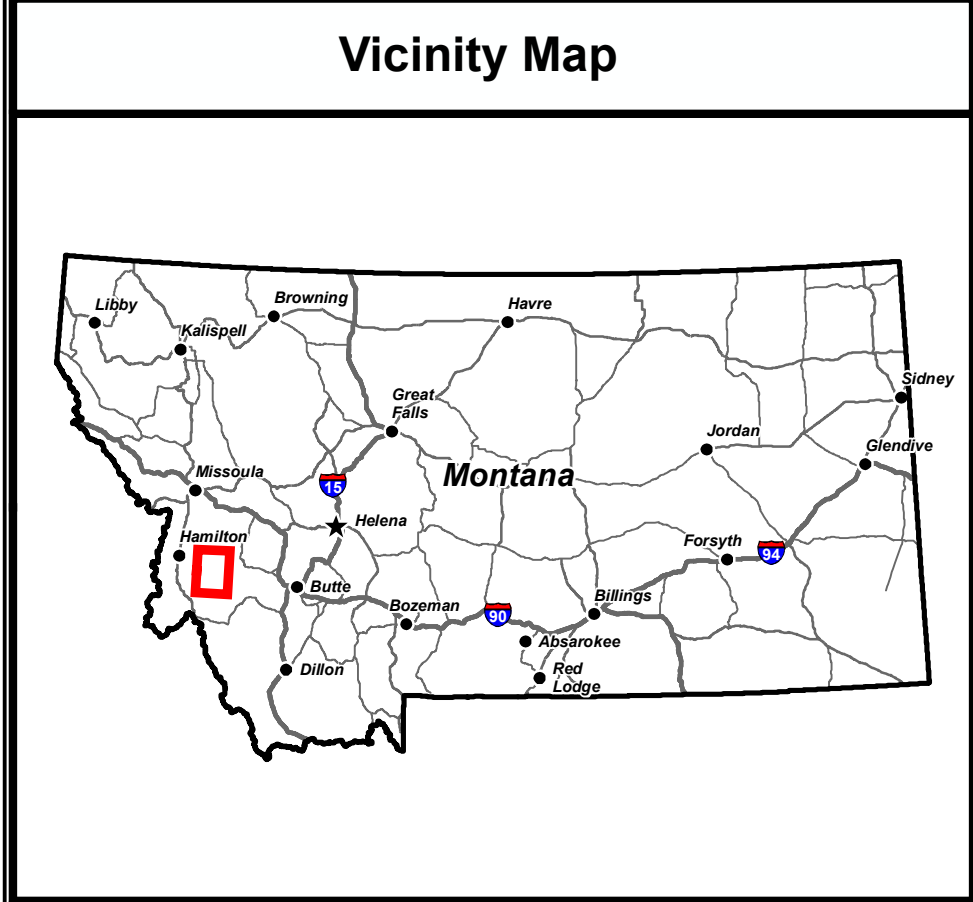 Vicinity Map
Libby
Browning
Havre
Kalispell
Sidney
Great
Falls
Jordan
Glendive
Missoula
Montana
15
Helena
Hamilton
Forsyth
94
Butte
Billings
Bozeman
90
Absarokee
Dillon
Red
Lodge